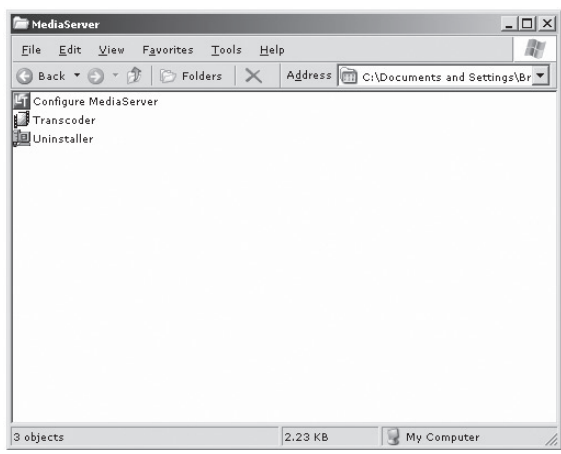 MediaServer
File Edit View Favorites Tools Help
Back Folders Address C:\Documents and Settings\Br
Configure MediaServer
Transcoder
Uninstaller
3 objects 2.23 KB My Computer